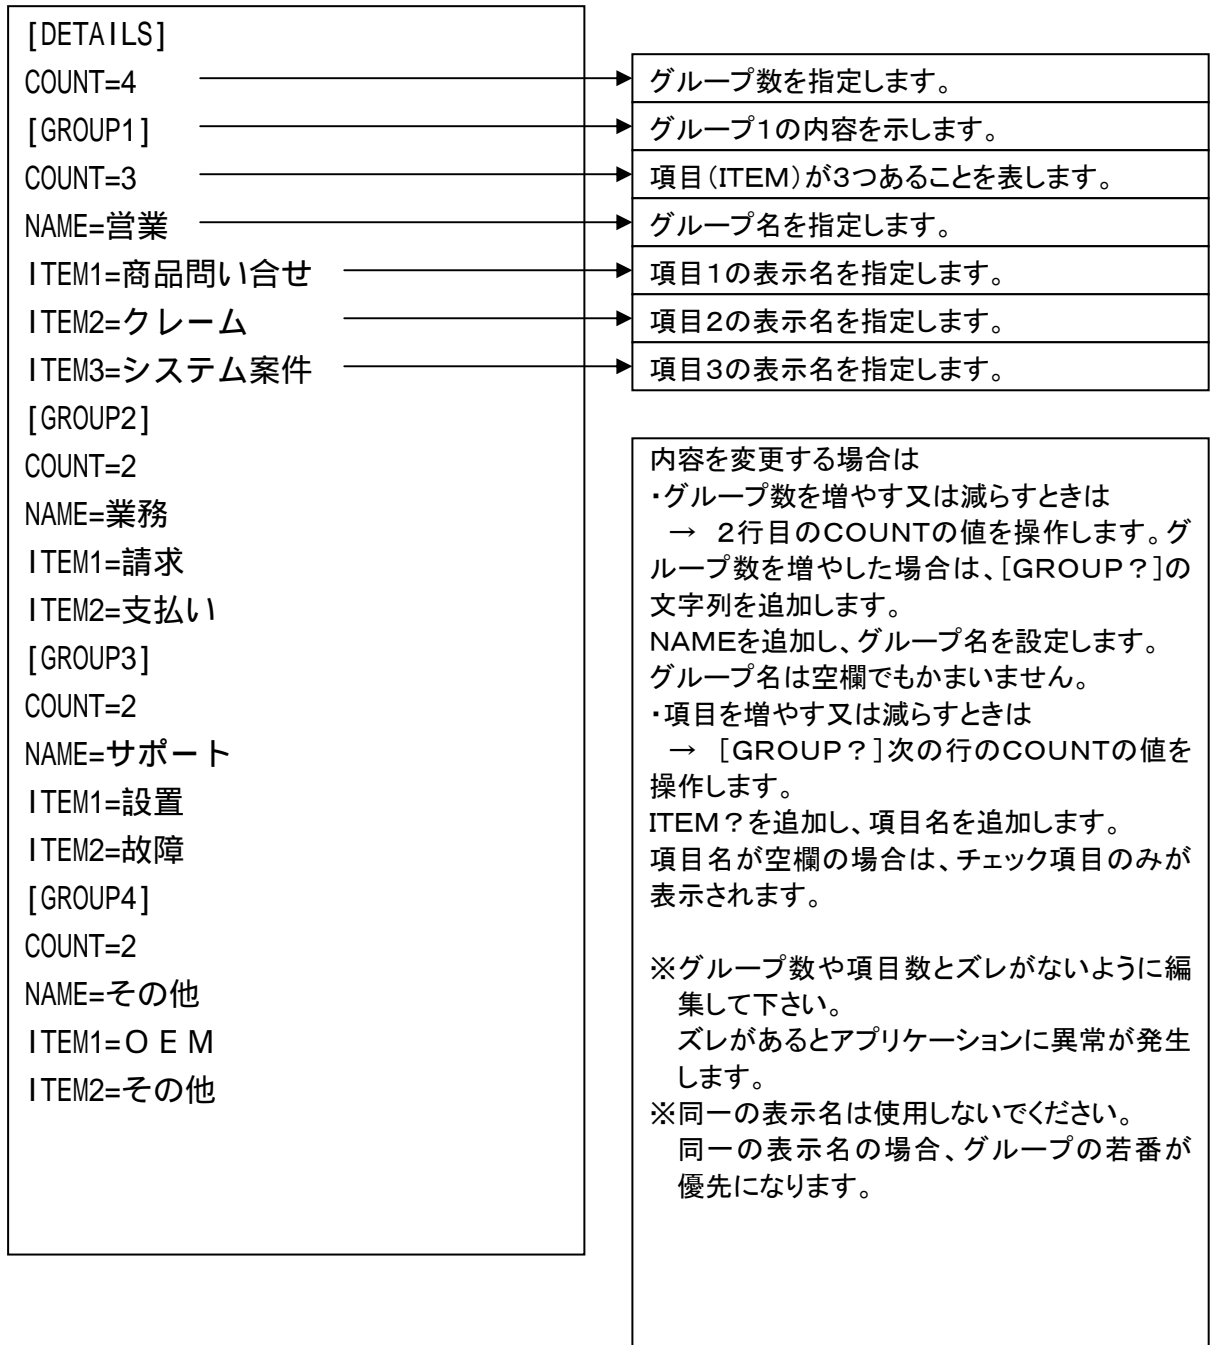 [DETAILS]
COUNT=4
グループ数を指定します。
[GROUP1]
グループ1の内容を示します。
COUNT=3
項目(ITEM)が3つあることを表します。
NAME=営業
グループ名を指定します。
ITEM1=商品問い合せ
項目1の表示名を指定します。
ITEM2=クレーム
項目2の表示名を指定します。
ITEM3=システム案件
項目3の表示名を指定します。
[GROUP2]
COUNT=2
NAME=業務
ITEM1=請求
ITEM2=支払い
[GROUP3]
COUNT=2
NAME=サポート
ITEM1=設置
ITEM2=故障
[GROUP4]
COUNT=2
NAME=その他
ITEM1=OEM
ITEM2=その他
内容を変更する場合は
・グループ数を増やす又は減らすときは
→ 2行目のCOUNTの値を操作します。グ
ループ数を増やした場合は、[GROUP?]の
文字列を追加します。
NAMEを追加し、グループ名を設定します。
グループ名は空欄でもかまいません。
・項目を増やす又は減らすときは
→ [GROUP?]次の行のCOUNTの値を
操作します。
ITEM?を追加し、項目名を追加します。
項目名が空欄の場合は、チェック項目のみが
表示されます。
※グループ数や項目数とズレがないように編
集して下さい。
ズレがあるとアプリケーションに異常が発生
します。
※同一の表示名は使用しないでください。
同一の表示名の場合、グループの若番が
優先になります。